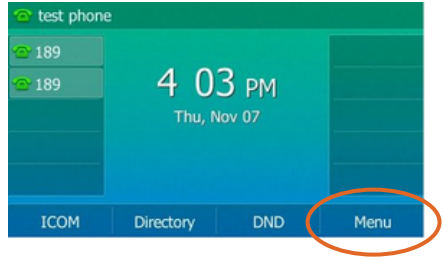 test phone
189
189
4 03 PM
Thu, Nov 07
ICOM Directory DND Menu